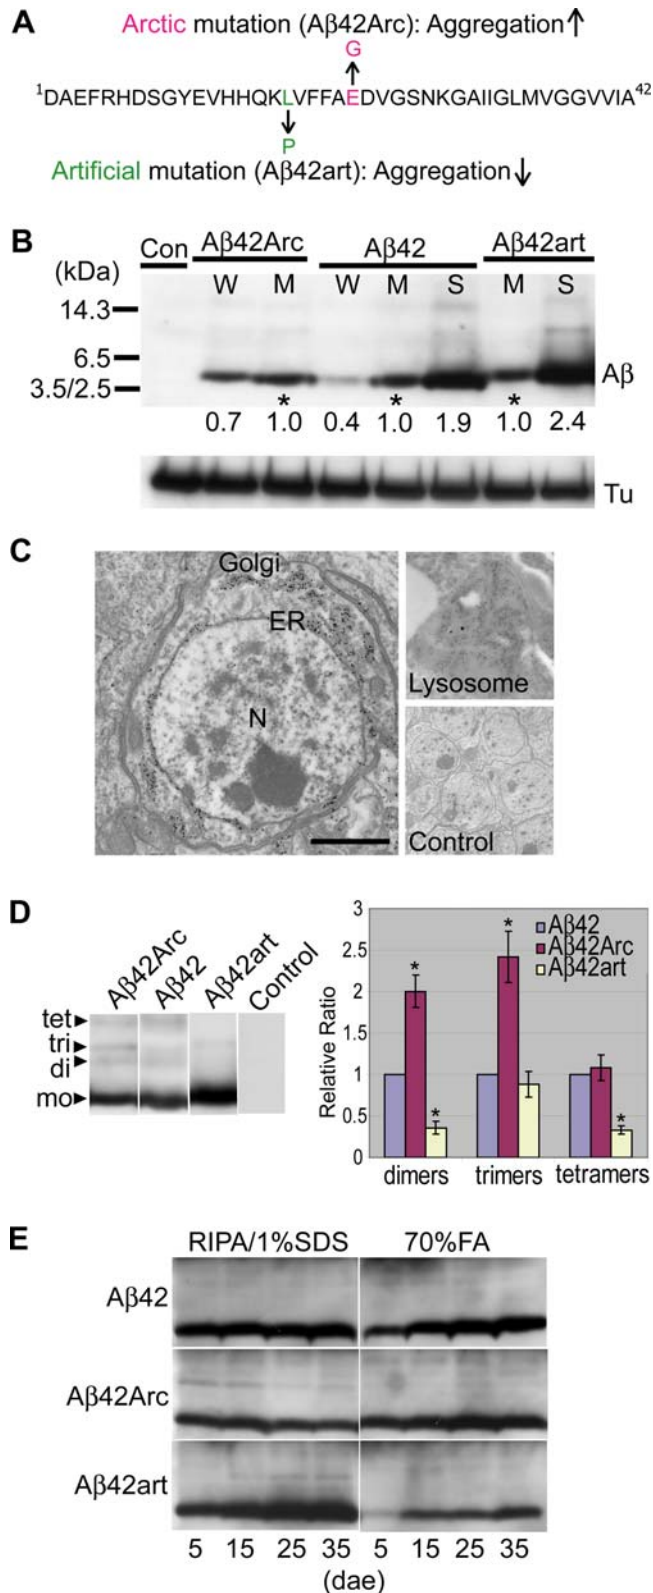 A
Arctic mutation (Aβ42Arc): Aggregation↑
G
1DAEFRHDSGYEVHHQKLVFFAEDVGSNKGAIIGLMVGGVVIA42
P
Artificial mutation (Aβ42art): Aggregation↓
B
Con Aβ42Arc Aβ42 Aβ42art
(kDa) W M W M S M S
14.3
6.5
3.5/2.5
Aβ
* * *
0.7 1.0 0.4 1.0 1.9 1.0 2.4
Tu
C
Golgi
ER
N
Lysosome
Control
D
Aβ42Arc Aβ42 Aβ42art Control
tet
tri
di
mo
Relative Ratio
3
2.5
2
1.5
1
0.5
0
Aβ42
Aβ42Arc
Aβ42art
* * * *
dimers trimers tetramers
E
RIPA/1%SDS 70%FA
Aβ42
Aβ42Arc
Aβ42art
5 15 25 35 5 15 25 35
(dae)